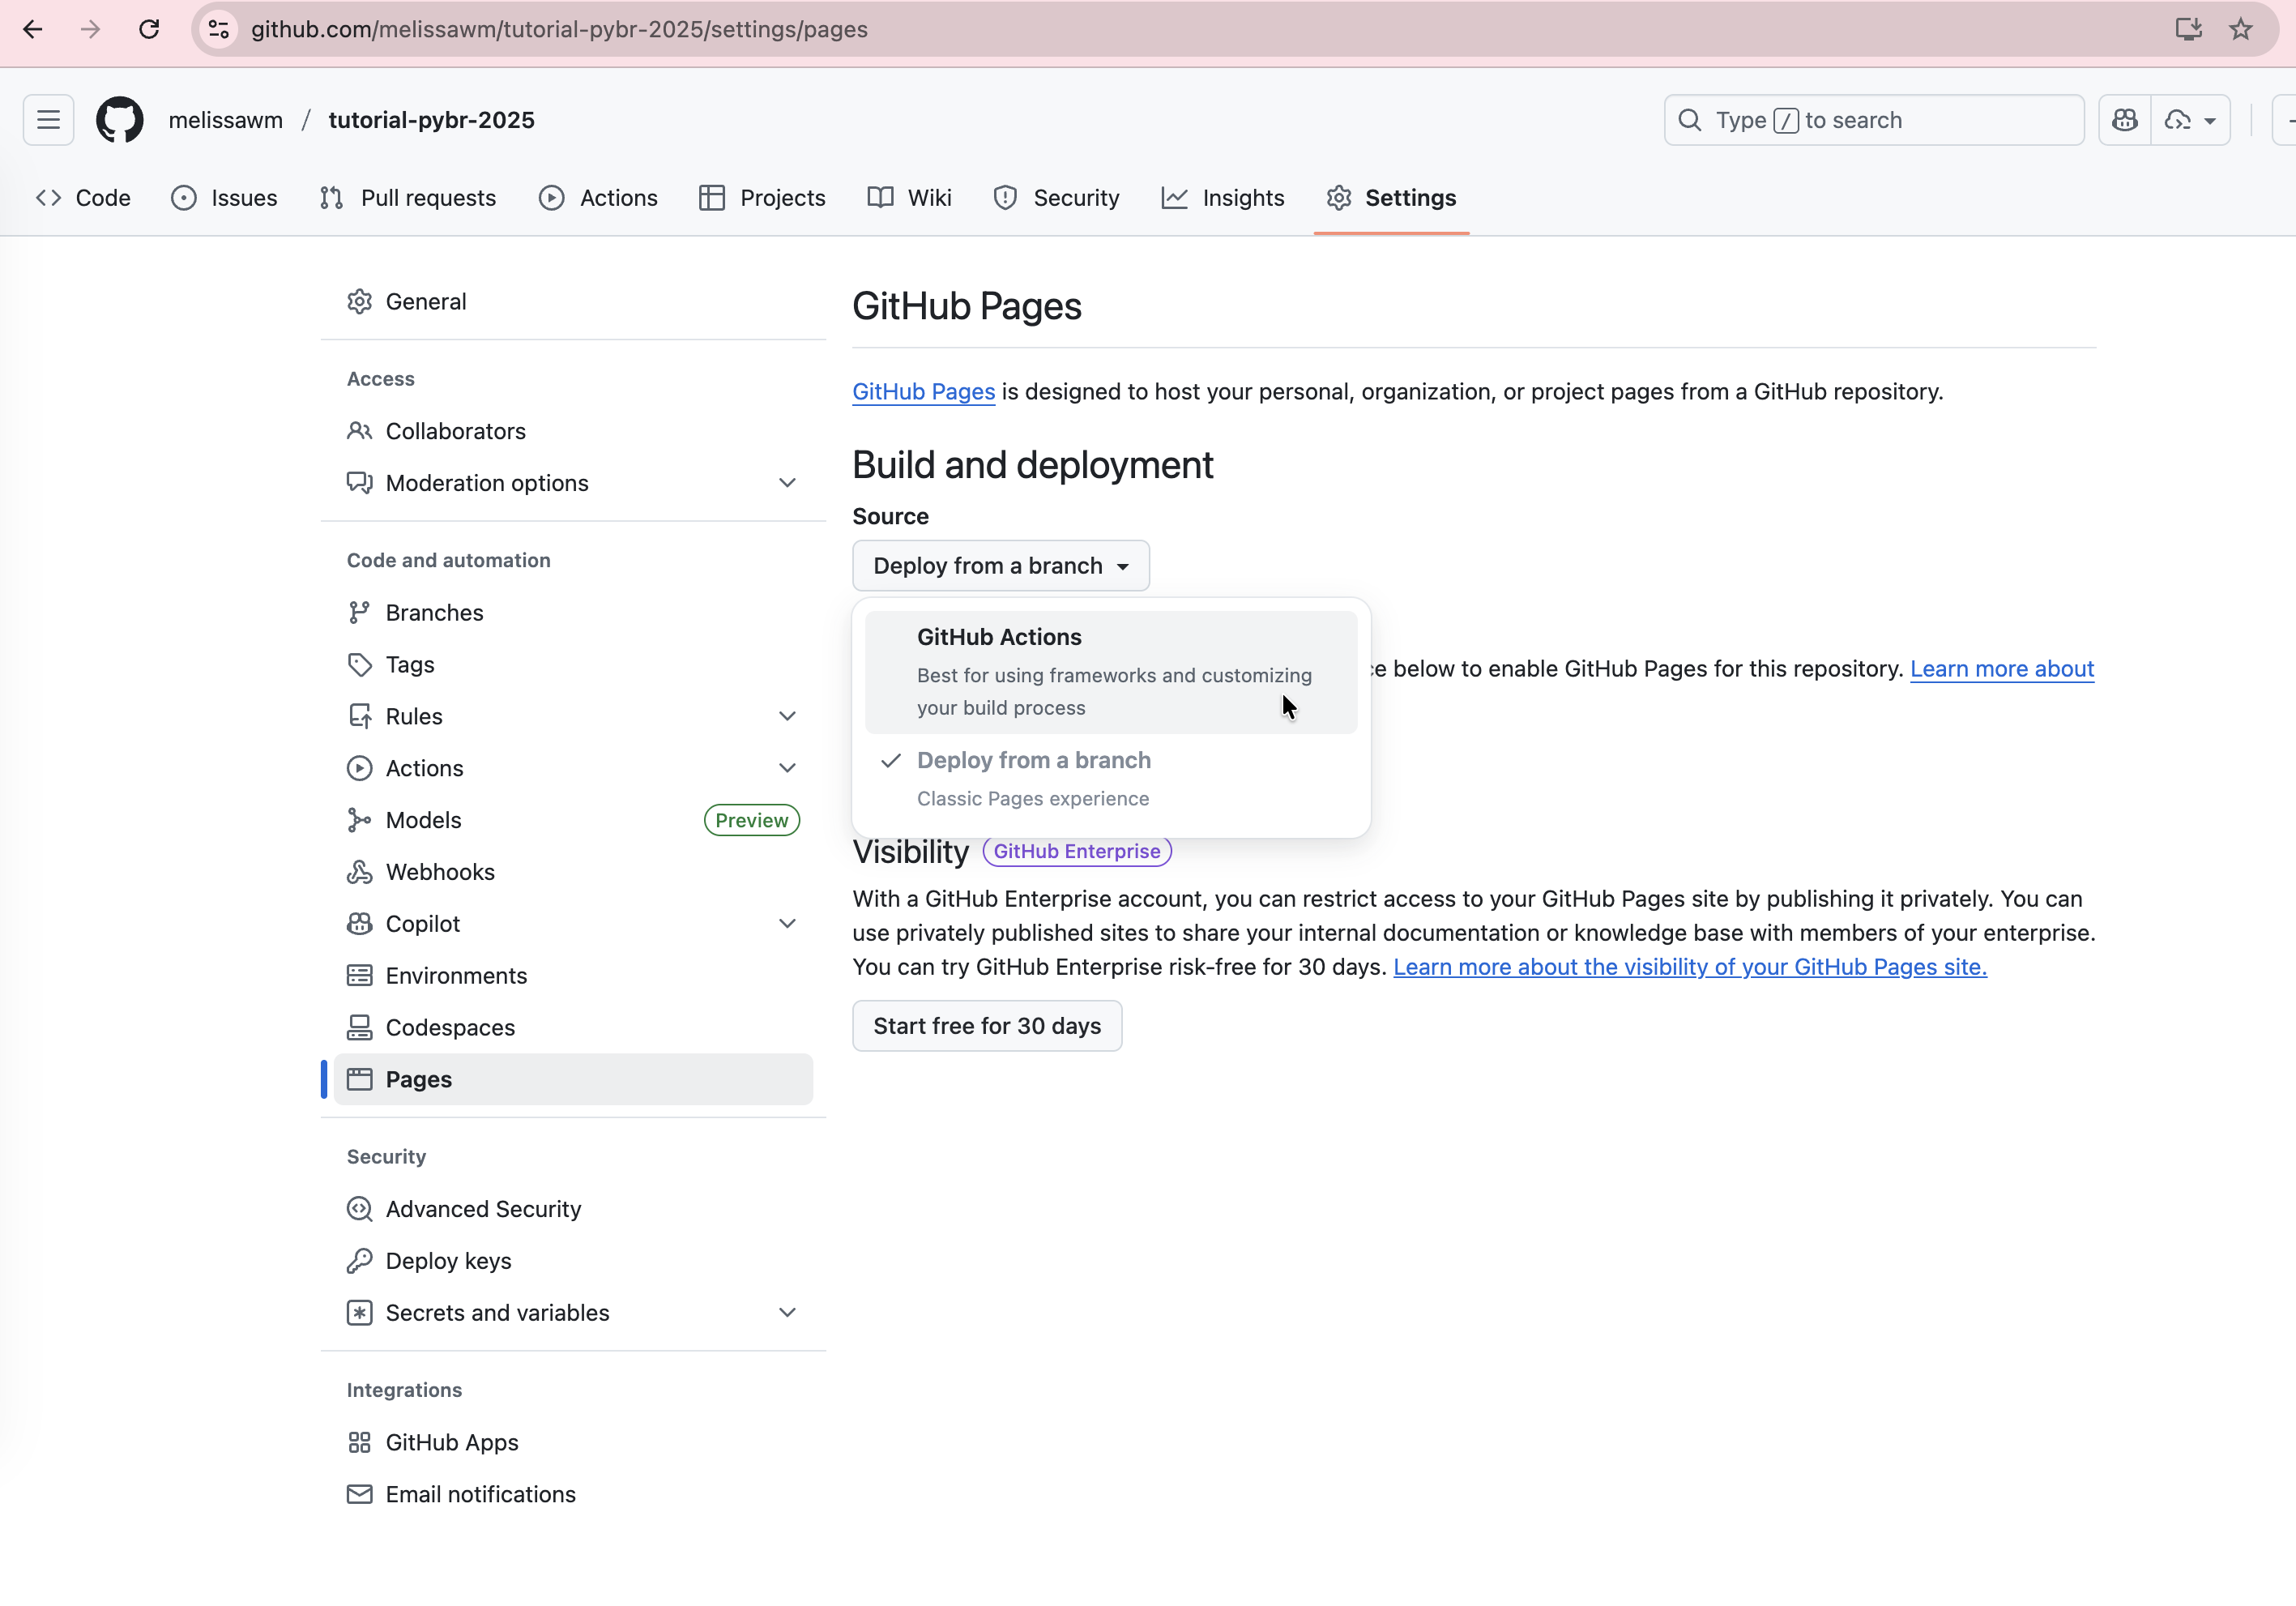 github.com/melissawm/tutorial-pybr-2025/settings/pages
melissawm / tutorial-pybr-2025
Type / to search
Code
Issues
Pull requests
Actions
Projects
Wiki
Security
Insights
Settings
General
Access
Collaborators
Moderation options
Code and automation
Branches
Tags
Rules
Actions
Models
Preview
Webhooks
Copilot
Environments
Codespaces
Pages
Security
Advanced Security
Deploy keys
Secrets and variables
Integrations
GitHub Apps
Email notifications
GitHub Pages
GitHub Pages is designed to host your personal, organization, or project pages from a GitHub repository.
Build and deployment
Source
Deploy from a branch
GitHub Actions
Best for using frameworks and customizing
your build process
Deploy from a branch
Classic Pages experience
below to enable GitHub Pages for this repository. Learn more about
Visibility GitHub Enterprise
With a GitHub Enterprise account, you can restrict access to your GitHub Pages site by publishing it privately. You can
use privately published sites to share your internal documentation or knowledge base with members of your enterprise.
You can try GitHub Enterprise risk-free for 30 days. Learn more about the visibility of your GitHub Pages site.
Start free for 30 days